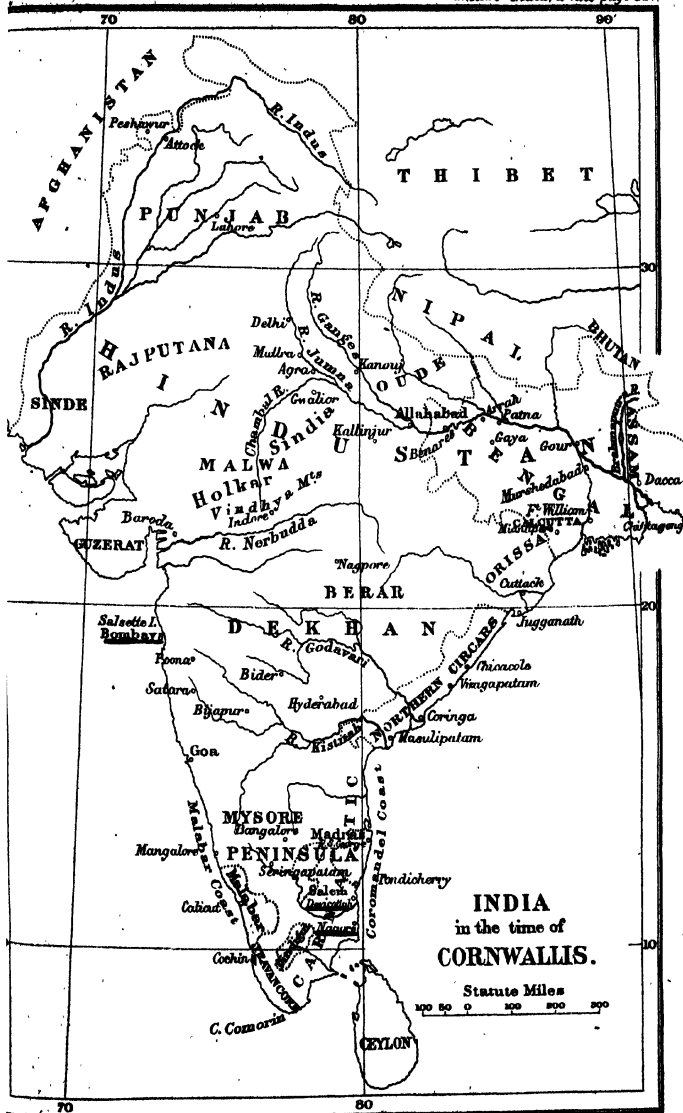 70
80
90°
AFGHANISTAN
Peshawur
Attock
R. Indus
THIBET
PUNJAB
Lahore
30
R. Indus
NIPAL
BHUTAN
Delhi
R. Ganges
RAJPUTANA
Muttra
R. Jumna
Kanouj
OUDE
Agra
HINDUSTAN
SINDE
Gwalior
Chambil R.
Sindia
Allahabad
Patna
ASSAM
Kallinjur
Benares
Gaya
Gour
BENGAL
MALWA
Holkar
Murshedabad
Dacca
Vindhya Mts
Indore
Ft William
CALCUTTA
Chittagong
Baroda
GUZERAT
R. Nerbudda
ORISSA
Nagpore
BERAR
Cuttack
20
Salsette I.
Bombay
DEKHAN
Jugganath
R. Godavari
NORTHERN CIRCARS
Poona
Bider
Chicacole
Satara
Vizagapatam
Hyderabad
Bijapur
Coringa
R. Kistnah
Masulipatam
Goa
CARNATIC
Coromandel Coast
MYSORE
Bangalore
Madras
Malabar Coast
Mangalore
PENINSULA
Seringapatam
Pondicherry
Salem
Malabar
Calicut
INDIA
in the time of
CORNWALLIS.
10
Cochin
TRAVANCORE
Statute Miles
100 50 0 100 200 300
C. Comorin
CEYLON
70
80